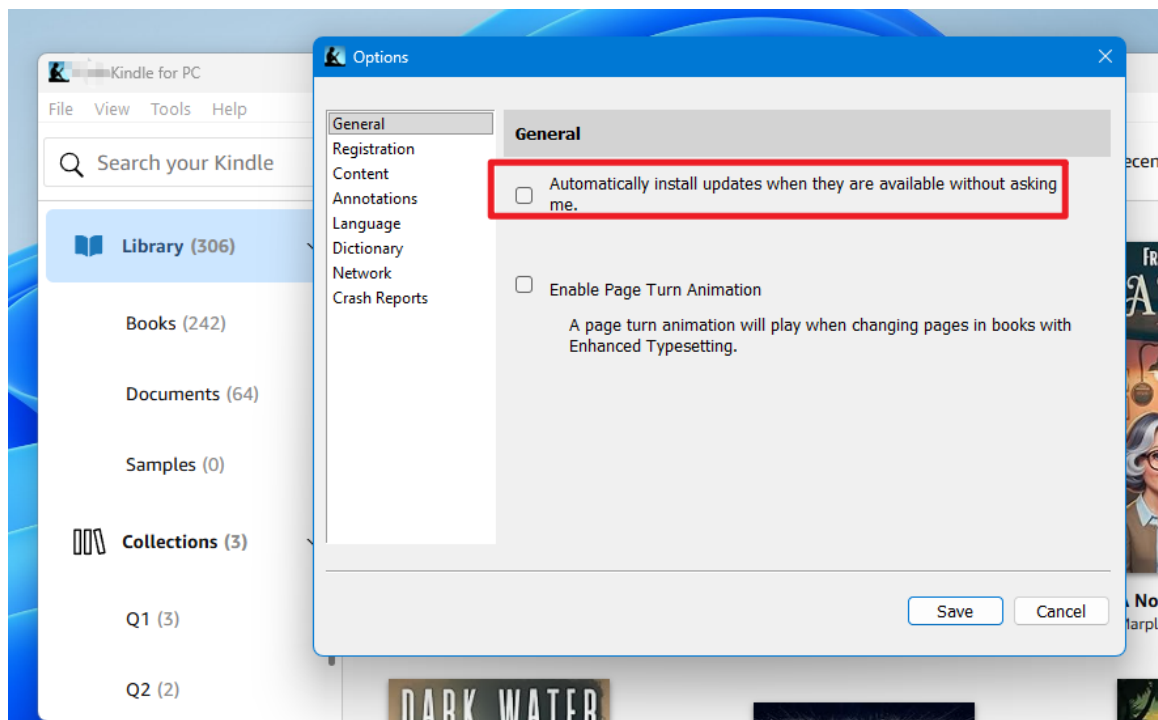 Kindle for PC
File View Tools Help
Search your Kindle
Library (306)
Books (242)
Documents (64)
Samples (0)
Collections (3)
Q1 (3)
Q2 (2)
Options
General
Registration
Content
Annotations
Language
Dictionary
Network
Crash Reports
General
Automatically install updates when they are available without asking
me.
Enable Page Turn Animation
A page turn animation will play when changing pages in books with
Enhanced Typesetting.
Save Cancel
DARK WATER